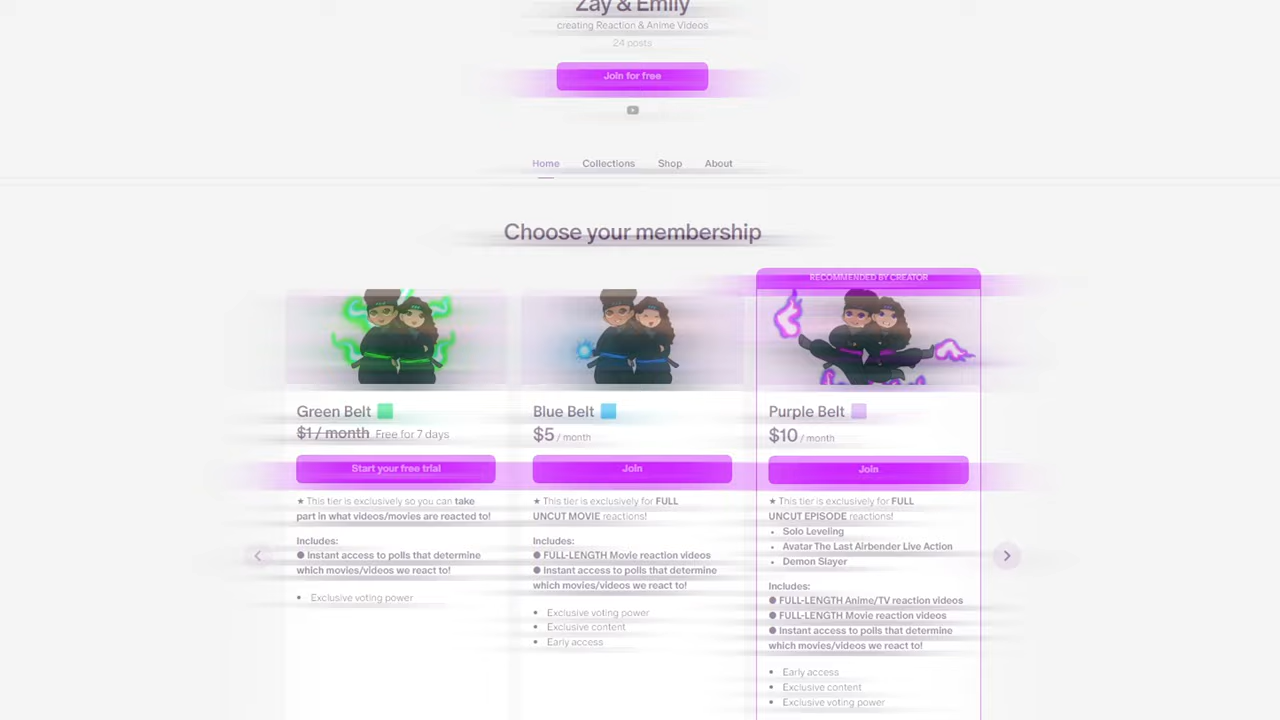 Zay & Emily
creating Reaction & Anime Videos
24 posts
Join for free
Home Collections Shop About
Choose your membership
RECOMMENDED BY CREATOR
Green Belt
$1 / month Free for 7 days
Start your free trial
★ This tier is exclusively so you can take
part in what videos/movies are reacted to!
Includes:
● Instant access to polls that determine
which movies/videos we react to!
• Exclusive voting power
Blue Belt
$5 / month
Join
★ This tier is exclusively for FULL
UNCUT MOVIE reactions!
Includes:
● FULL-LENGTH Movie reaction videos
● Instant access to polls that determine
which movies/videos we react to!
• Exclusive voting power
• Exclusive content
• Early access
Purple Belt
$10 / month
Join
★ This tier is exclusively for FULL
UNCUT EPISODE reactions!
• Solo Leveling
• Avatar The Last Airbender Live Action
• Demon Slayer
Includes:
● FULL-LENGTH Anime/TV reaction videos
● FULL-LENGTH Movie reaction videos
● Instant access to polls that determine
which movies/videos we react to!
• Early access
• Exclusive content
• Exclusive voting power